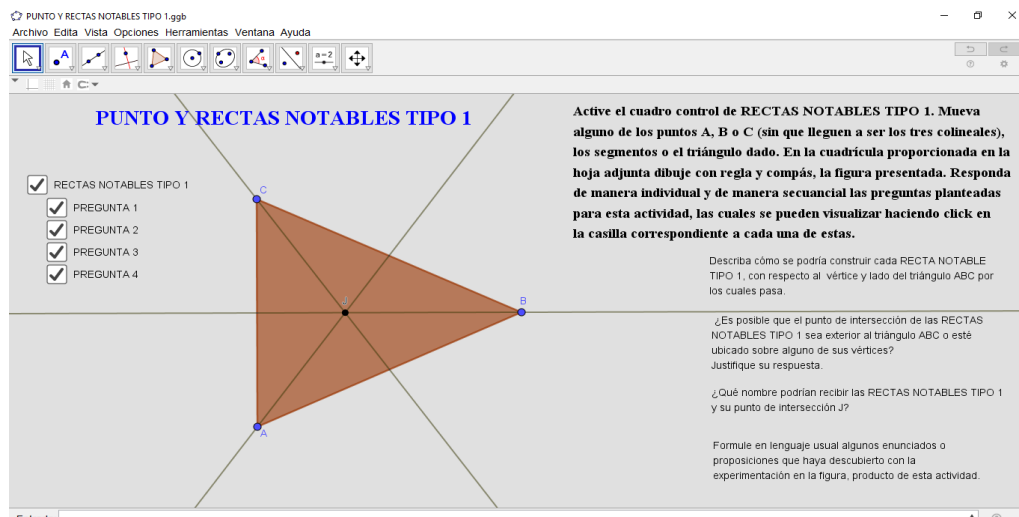 PUNTO Y RECTAS NOTABLES TIPO 1.ggb
Archivo Edita Vista Opciones Herramientas Ventana Ayuda
A
a=2
PUNTO Y RECTAS NOTABLES TIPO 1
RECTAS NOTABLES TIPO 1
PREGUNTA 1
PREGUNTA 2
PREGUNTA 3
PREGUNTA 4
C
J
B
A
Active el cuadro control de RECTAS NOTABLES TIPO 1. Mueva
alguno de los puntos A, B o C (sin que lleguen a ser los tres colineales),
los segmentos o el triángulo dado. En la cuadrícula proporcionada en la
hoja adjunta dibuje con regla y compás, la figura presentada. Responda
de manera individual y de manera secuancial las preguntas planteadas
para esta actividad, las cuales se pueden visualizar haciendo click en
la casilla correspondiente a cada una de estas.
Describa cómo se podría construir cada RECTA NOTABLE
TIPO 1, con respecto al vértice y lado del triángulo ABC por
los cuales pasa.
¿Es posible que el punto de intersección de las RECTAS
NOTABLES TIPO 1 sea exterior al triángulo ABC o esté
ubicado sobre alguno de sus vértices?
Justifique su respuesta.
¿Qué nombre podrían recibir las RECTAS NOTABLES TIPO 1
y su punto de intersección J?
Formule en lenguaje usual algunos enunciados o
proposiciones que haya descubierto con la
experimentación en la figura, producto de esta actividad.